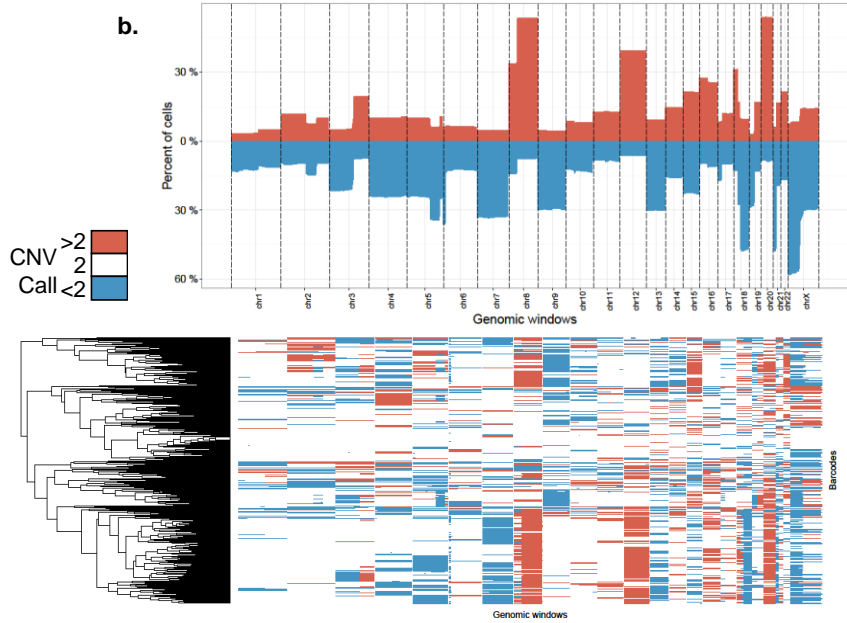 b.
Percent of cells
30 %
0 %
30 %
60 %
chr1
chr2
chr3
chr4
chr5
chr6
chr7
chr8
chr9
chr10
chr11
chr12
chr13
chr14
chr15
chr16
chr17
chr18
chr19
chr20
chr21
chr22
chrX
Genomic windows
CNV
Call
>2
2
<2
Barcodes
Genomic windows